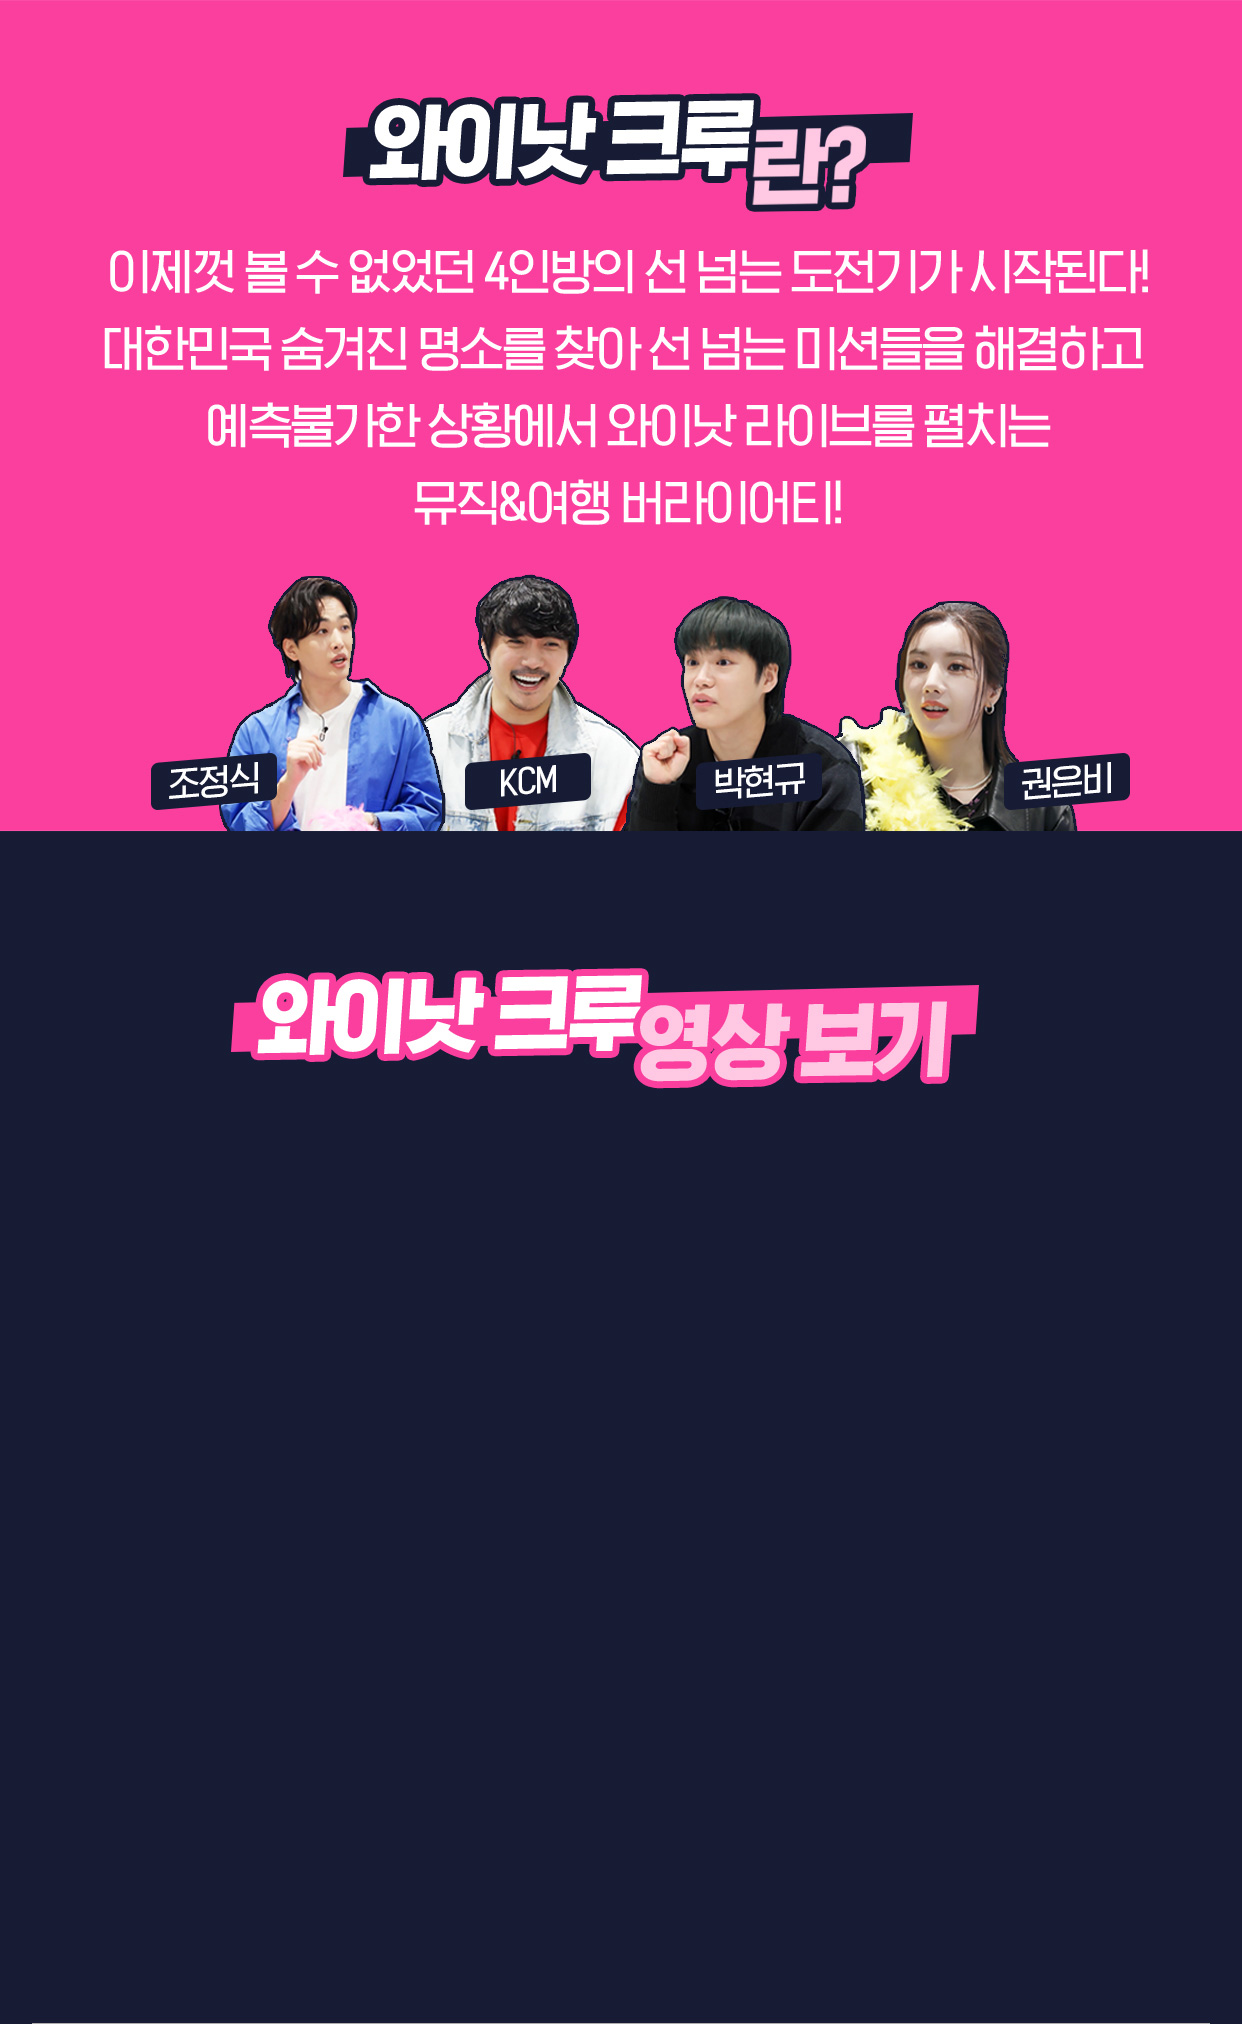 와이낫 크루란?
이제껏 볼 수 없었던 4인방의 선 넘는 도전기가 시작된다!
대한민국 숨겨진 명소를 찾아 선 넘는 미션들을 해결하고
예측불가한 상황에서 와이낫 라이브를 펼치는
뮤직&여행 버라이어티!
조정식
KCM
박현규
권은비
와이낫 크루영상 보기